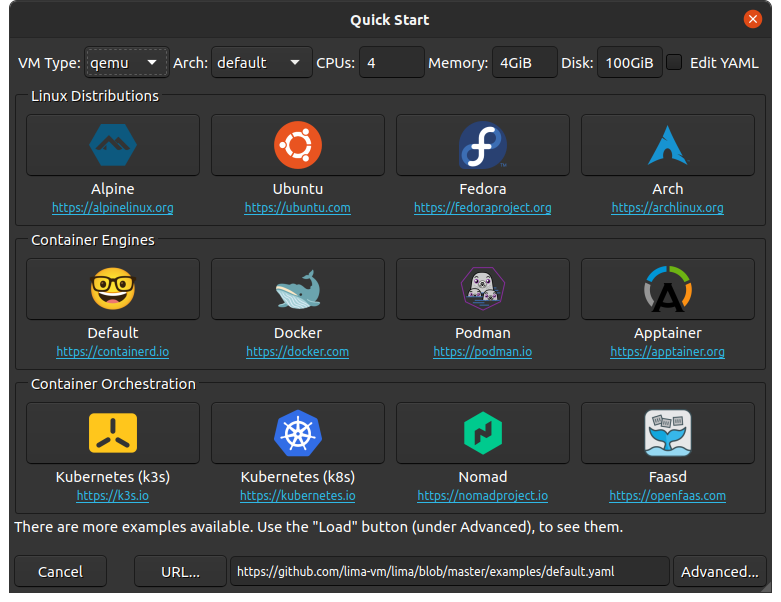 Quick Start
VM Type: qemu Arch: default CPUs: 4 Memory: 4GiB Disk: 100GiB Edit YAML
Linux Distributions
Alpine Ubuntu Fedora Arch
https://alpinelinux.org https://ubuntu.com https://fedoraproject.org https://archlinux.org
Container Engines
Default Docker Podman Apptainer
https://containerd.io https://docker.com https://podman.io https://apptainer.org
Container Orchestration
Kubernetes (k3s) Kubernetes (k8s) Nomad Faasd
https://k3s.io https://kubernetes.io https://nomadproject.io https://openfaas.com
There are more examples available. Use the "Load" button (under Advanced), to see them.
Cancel URL... https://github.com/lima-vm/lima/blob/master/examples/default.yaml Advanced...